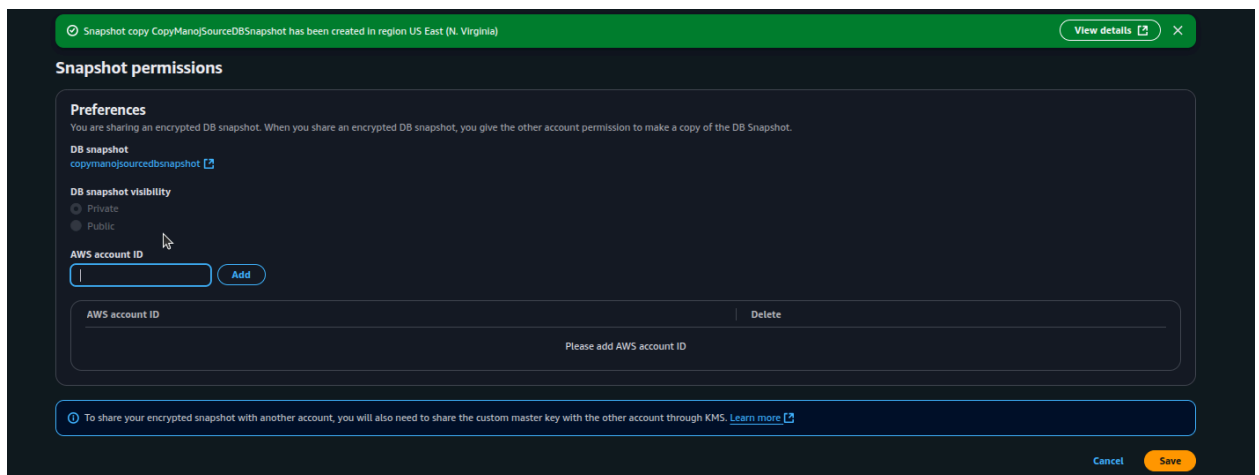 Snapshot copy CopyManojSourceDBSnapshot has been created in region US East (N. Virginia)
View details
Snapshot permissions
Preferences
You are sharing an encrypted DB snapshot. When you share an encrypted DB snapshot, you give the other account permission to make a copy of the DB Snapshot.
DB snapshot
copymanojsourcedbsnapshot
DB snapshot visibility
Private
Public
AWS account ID
Add
AWS account ID Delete
Please add AWS account ID
To share your encrypted snapshot with another account, you will also need to share the custom master key with the other account through KMS. Learn more
Cancel Save